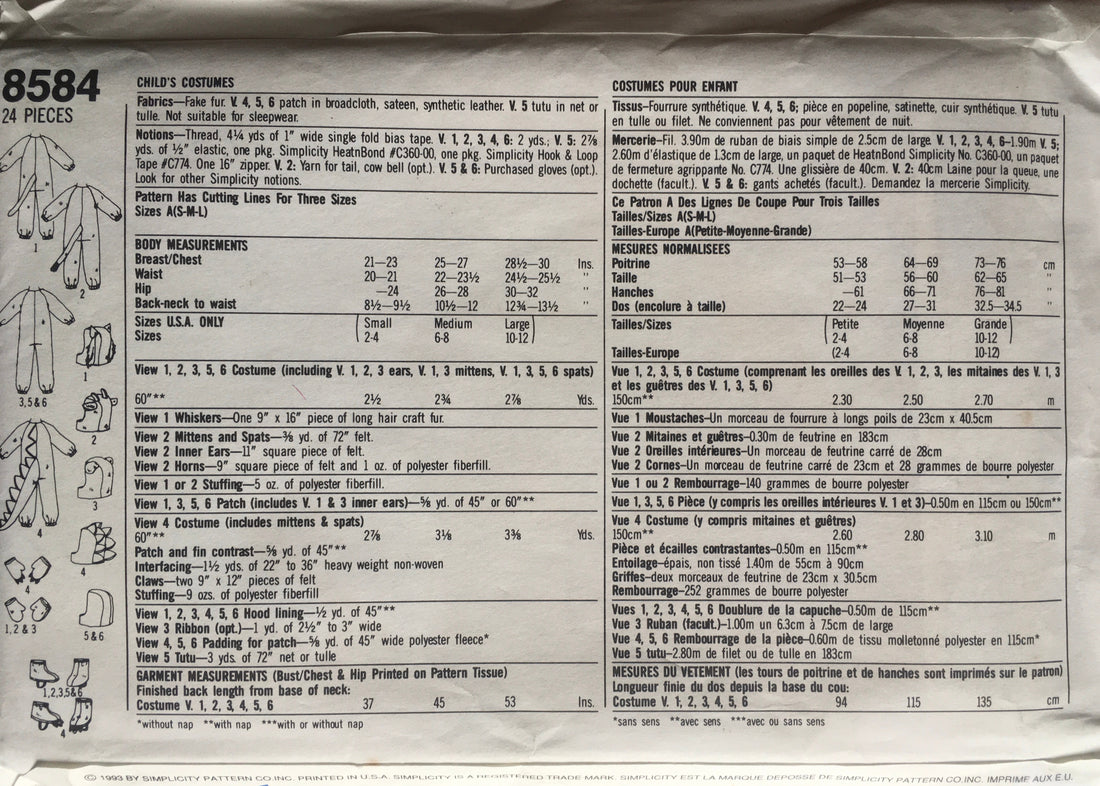 8584
24 PIECES
1
2
3,5 & 6
1
2
3
4
4
4
1, 2 & 3
5 & 6
1,2,3,5&6
4
CHILD'S COSTUMES
Fabrics—Fake fur. V. 4, 5, 6 patch in broadcloth, sateen, synthetic leather. V. 5 tutu in net or
tulle. Not suitable for sleepwear.
Notions—Thread, 4¼ yds of 1" wide single fold bias tape. V. 1, 2, 3, 4, 6: 2 yds.; V. 5: 2⅞
yds. of ½" elastic, one pkg. Simplicity HeatnBond #C360-00, one pkg. Simplicity Hook & Loop
Tape #C774. One 16" zipper. V. 2: Yarn for tail, cow bell (opt.). V. 5 & 6: Purchased gloves (opt.).
Look for other Simplicity notions.
Pattern Has Cutting Lines For Three Sizes
Sizes A(S-M-L)
BODY MEASUREMENTS
Breast/Chest 21—23 25—27 28½—30 Ins.
Waist 20—21 22—23½ 24½—25½ "
Hip —24 26—28 30—32 "
Back-neck to waist 8½—9½ 10½—12 12¾—13½ "
Sizes U.S.A. ONLY Small Medium Large
Sizes 2-4 6-8 10-12
View 1, 2, 3, 5, 6 Costume (including V. 1, 2, 3 ears, V. 1, 3 mittens, V. 1, 3, 5, 6 spats)
60"** 2½ 2¾ 2⅞ Yds.
View 1 Whiskers—One 9" x 16" piece of long hair craft fur.
View 2 Mittens and Spats—⅜ yd. of 72" felt.
View 2 Inner Ears—11" square piece of felt.
View 2 Horns—9" square piece of felt and 1 oz. of polyester fiberfill.
View 1 or 2 Stuffing—5 oz. of polyester fiberfill.
View 1, 3, 5, 6 Patch (includes V. 1 & 3 inner ears)—⅝ yd. of 45" or 60"**
View 4 Costume (includes mittens & spats)
60"** 2⅞ 3⅛ 3⅜ Yds.
Patch and fin contrast—⅝ yd. of 45"**
Interfacing—1½ yds. of 22" to 36" heavy weight non-woven
Claws—two 9" x 12" pieces of felt
Stuffing—9 ozs. of polyester fiberfill
View 1, 2, 3, 4, 5, 6 Hood lining—½ yd. of 45"**
View 3 Ribbon (opt.)—1 yd. of 2½" to 3" wide
View 4, 5, 6 Padding for patch—⅝ yd. of 45" wide polyester fleece*
View 5 Tutu—3 yds. of 72" net or tulle
GARMENT MEASUREMENTS (Bust/Chest & Hip Printed on Pattern Tissue)
Finished back length from base of neck:
Costume V. 1, 2, 3, 4, 5, 6 37 45 53 Ins.
*without nap **with nap ***with or without nap
COSTUMES POUR ENFANT
Tissus—Fourrure synthétique. V. 4, 5, 6; pièce en popeline, satinette, cuir synthétique. V. 5 tutu
en tulle ou filet. Ne conviennent pas pour vêtement de nuit.
Mercerie—Fil. 3.90m de ruban de biais simple de 2.5cm de large. V. 1, 2, 3, 4, 6—1.90m V. 5;
2.60m d'élastique de 1.3cm de large, un paquet de HeatnBond Simplicity No. C360-00, un paquet
de fermeture agrippante No. C774. Une glissière de 40cm. V. 2: 40cm Laine pour la queue, une
dochette (facult.). V. 5 & 6: gants achetés (facult.). Demandez la mercerie Simplicity.
Ce Patron A Des Lignes De Coupe Pour Trois Tailles
Tailles/Sizes A(S-M-L)
Tailles-Europe A(Petite-Moyenne-Grande)
MESURES NORMALISEES
Poitrine 53—58 64—69 73—76 cm
Taille 51—53 56—60 62—65 "
Hanches —61 66—71 76—81 "
Dos (encolure à taille) 22—24 27—31 32.5—34.5 "
Tailles/Sizes Petite Moyenne Grande
2-4 6-8 10-12
Tailles-Europe (2-4 6-8 10-12)
Vue 1, 2, 3, 5, 6 Costume (comprenant les oreilles des V. 1, 2, 3, les mitaines des V. 1, 3
et les guêtres des V. 1, 3, 5, 6)
150cm** 2.30 2.50 2.70 m
Vue 1 Moustaches—Un morceau de fourrure à longs poils de 23cm x 40.5cm
Vue 2 Mitaines et guêtres—0.30m de feutrine en 183cm
Vue 2 Oreilles intérieures—Un morceau de feutrine carré de 28cm
Vue 2 Cornes—Un morceau de feutrine carré de 23cm et 28 grammes de bourre polyester
Vue 1 ou 2 Rembourrage—140 grammes de bourre polyester
Vue 1, 3, 5, 6 Pièce (y compris les oreilles intérieures V. 1 et 3)—0.50m en 115cm ou 150cm**
Vue 4 Costume (y compris mitaines et guêtres)
150cm** 2.60 2.80 3.10 m
Pièce et écailles contrastantes—0.50m en 115cm**
Entoilage—épais, non tissé 1.40m de 55cm à 90cm
Griffes—deux morceaux de feutrine de 23cm x 30.5cm
Rembourrage—252 grammes de bourre polyester
Vues 1, 2, 3, 4, 5, 6 Doublure de la capuche—0.50m de 115cm**
Vue 3 Ruban (facult.)—1.00m un 6.3cm à 7.5cm de large
Vue 4, 5, 6 Rembourrage de la pièce—0.60m de tissu molletonné polyester en 115cm*
Vue 5 tutu—2.80m de filet ou de tulle en 183cm
MESURES DU VETEMENT (les tours de poitrine et de hanches sont imprimés sur le patron)
Longueur finie du dos depuis la base du cou:
Costume V. 1, 2, 3, 4, 5, 6 94 115 135 cm
*sans sens **avec sens ***avec ou sans sens
© 1993 BY SIMPLICITY PATTERN CO.INC. PRINTED IN U.S.A. SIMPLICITY IS A REGISTERED TRADE MARK. SIMPLICITY EST LA MARQUE DEPOSSE DE SIMPLICITY PATTERN CO.INC. IMPRIME AUX E.U.